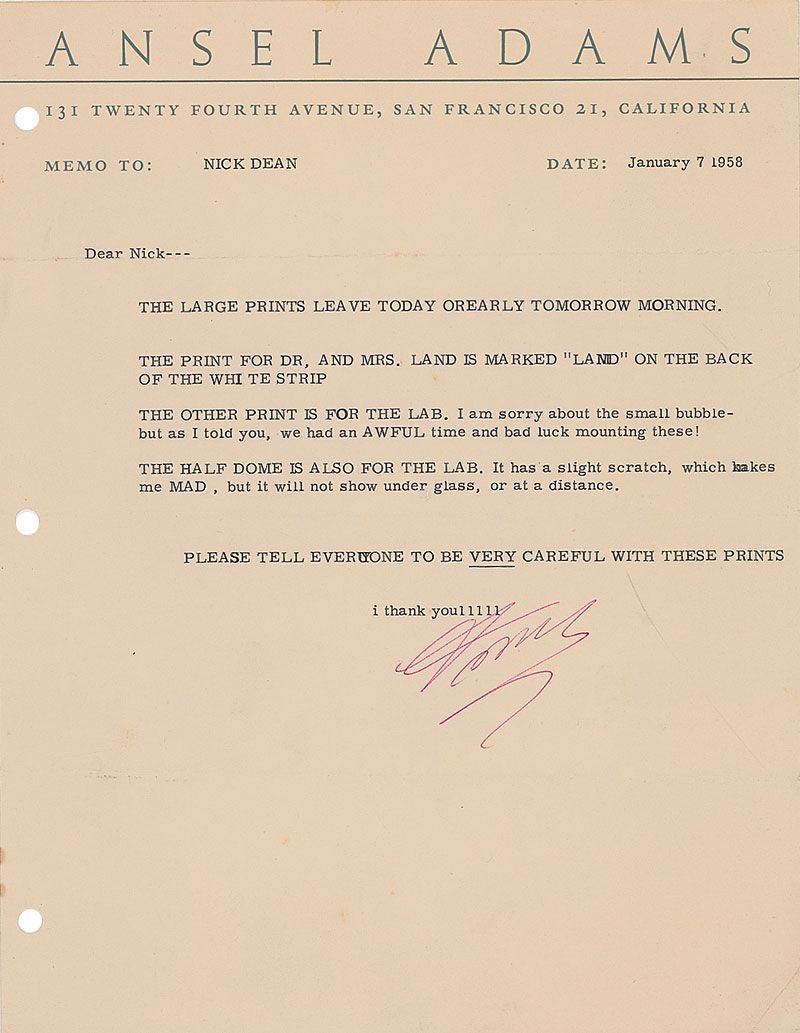 ANSEL ADAMS
131 TWENTY FOURTH AVENUE, SAN FRANCISCO 21, CALIFORNIA
MEMO TO: NICK DEAN DATE: January 7 1958
Dear Nick---
THE LARGE PRINTS LEAVE TODAY OREARLY TOMORROW MORNING.
THE PRINT FOR DR, AND MRS. LAND IS MARKED "LAND" ON THE BACK
OF THE WHI TE STRIP
THE OTHER PRINT IS FOR THE LAB. I am sorry about the small bubble-
but as I told you, we had an AWFUL time and bad luck mounting these!
THE HALF DOME IS ALSO FOR THE LAB. It has a slight scratch, which makes
me MAD , but it will not show under glass, or at a distance.
PLEASE TELL EVERYONE TO BE VERY CAREFUL WITH THESE PRINTS
i thank you11111